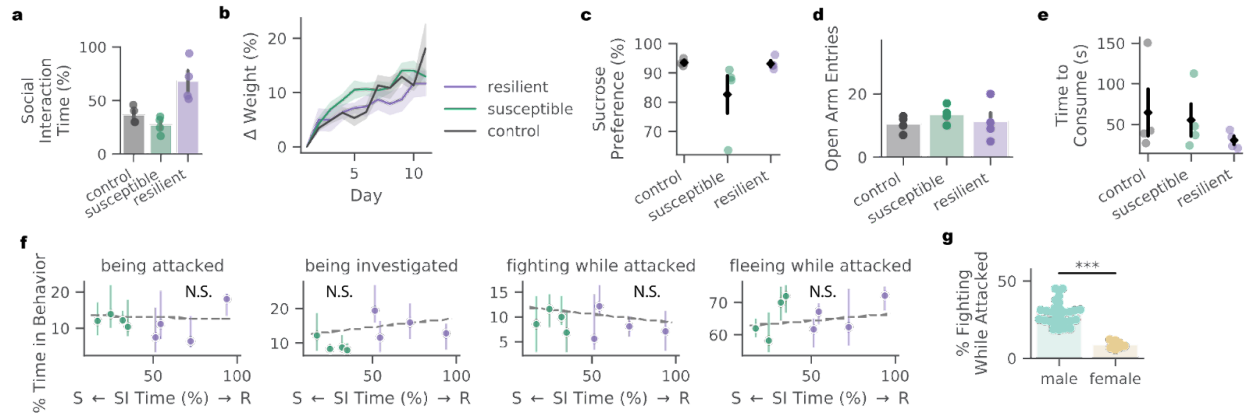 a
Social
Interaction
Time (%)
100
50
0
control
susceptible
resilient
b
Δ Weight (%)
20
10
0
5
10
Day
resilient
susceptible
control
c
Sucrose
Preference (%)
100
90
80
70
control
susceptible
resilient
d
Open Arm Entries
20
0
control
susceptible
resilient
e
Time to
Consume (s)
150
100
50
control
susceptible
resilient
f
% Time in Behavior
being attacked
N.S.
20
10
50
100
S ← SI Time (%) → R
being investigated
N.S.
20
10
50
100
S ← SI Time (%) → R
fighting while attacked
N.S.
15
10
5
50
100
S ← SI Time (%) → R
fleeing while attacked
N.S.
70
60
50
100
S ← SI Time (%) → R
g
% Fighting
While Attacked
50
0
***
male
female